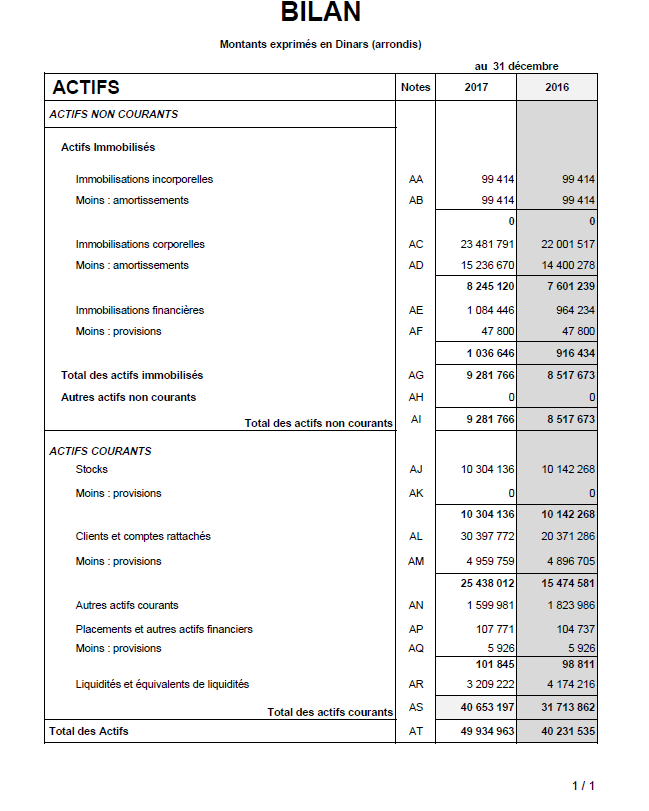 BILAN
Montants exprimés en Dinars (arrondis)
au 31 décembre
ACTIFS Notes 2017 2016
ACTIFS NON COURANTS
Actifs Immobilisés
Immobilisations incorporelles AA 99 414 99 414
Moins : amortissements AB 99 414 99 414
0 0
Immobilisations corporelles AC 23 481 791 22 001 517
Moins : amortissements AD 15 236 670 14 400 278
8 245 120 7 601 239
Immobilisations financières AE 1 084 446 964 234
Moins : provisions AF 47 800 47 800
1 036 646 916 434
Total des actifs immobilisés AG 9 281 766 8 517 673
Autres actifs non courants AH 0 0
Total des actifs non courants AI 9 281 766 8 517 673
ACTIFS COURANTS
Stocks AJ 10 304 136 10 142 268
Moins : provisions AK 0 0
10 304 136 10 142 268
Clients et comptes rattachés AL 30 397 772 20 371 286
Moins : provisions AM 4 959 759 4 896 705
25 438 012 15 474 581
Autres actifs courants AN 1 599 981 1 823 986
Placements et autres actifs financiers AP 107 771 104 737
Moins : provisions AQ 5 926 5 926
101 845 98 811
Liquidités et équivalents de liquidités AR 3 209 222 4 174 216
Total des actifs courants AS 40 653 197 31 713 862
Total des Actifs AT 49 934 963 40 231 535
1 / 1